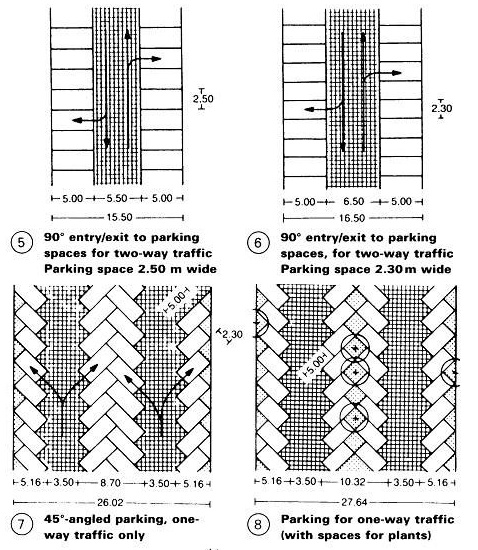 2.50
2.30
5.00 5.50 5.00
15.50
5.00 6.50 5.00
16.50
5 90° entry/exit to parking
spaces for two-way traffic
Parking space 2.50 m wide
6 90° entry/exit to parking
spaces, for two-way traffic
Parking space 2.30 m wide
5.00
2.30
5.00
5.16 3.50 8.70 3.50 5.16
26.02
5.16 3.50 10.32 3.50 5.16
27.64
7 45°-angled parking, one-
way traffic only
8 Parking for one-way traffic
(with spaces for plants)